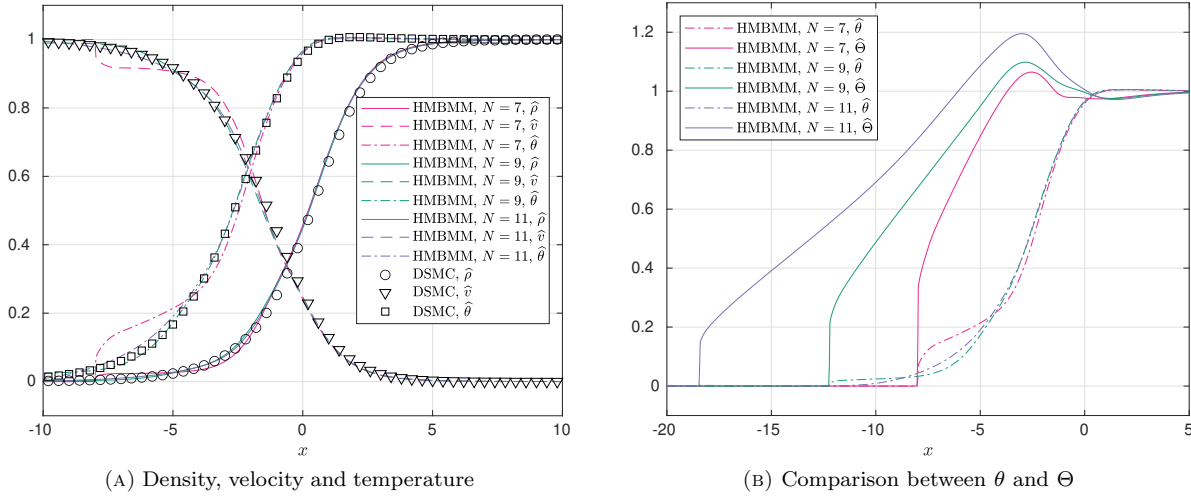 1
0.8
0.6
0.4
0.2
0
-10
-5
0
5
10
x
HMBMM, N = 7, ρ̂
HMBMM, N = 7, v̂
HMBMM, N = 7, θ̂
HMBMM, N = 9, ρ̂
HMBMM, N = 9, v̂
HMBMM, N = 9, θ̂
HMBMM, N = 11, ρ̂
HMBMM, N = 11, v̂
HMBMM, N = 11, θ̂
DSMC, ρ̂
DSMC, v̂
DSMC, θ̂
(A) Density, velocity and temperature
1.2
1
0.8
0.6
0.4
0.2
0
-20
-15
-10
-5
0
5
x
HMBMM, N = 7, θ̂
HMBMM, N = 7, Θ̂
HMBMM, N = 9, θ̂
HMBMM, N = 9, Θ̂
HMBMM, N = 11, θ̂
HMBMM, N = 11, Θ̂
(B) Comparison between θ and Θ